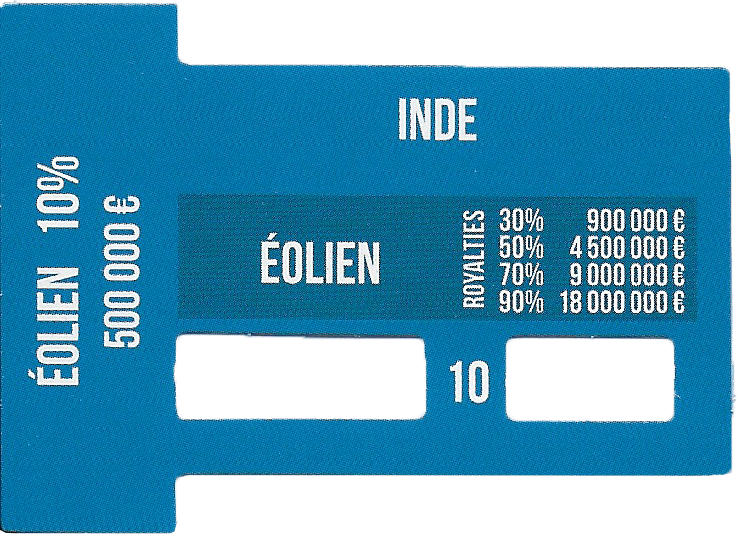 ÉOLIEN 10%
500 000 €
INDE
ÉOLIEN
ROYALTIES
30% 900 000 €
50% 4 500 000 €
70% 9 000 000 €
90% 18 000 000 €
10